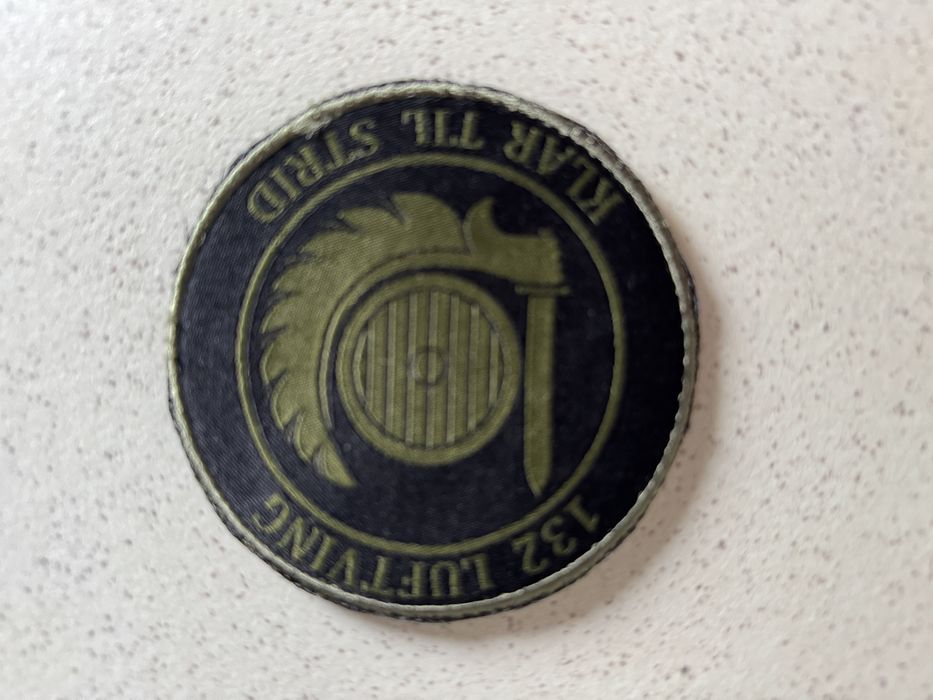 132 LUFTVING
KLAR TIL STRID